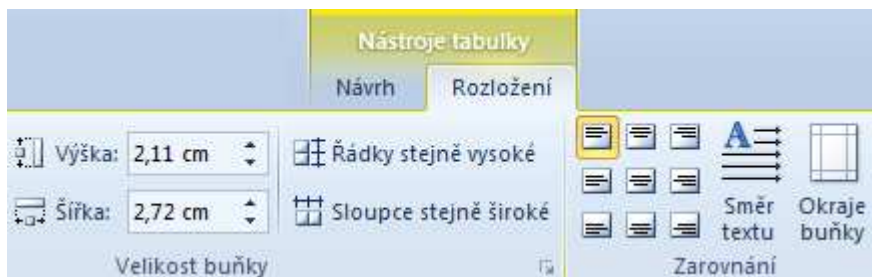 Nástroje tabulky
Návrh Rozložení
Výška: 2,11 cm Řádky stejně vysoké
Šířka: 2,72 cm Sloupce stejně široké
A
Směr textu
Okraje buňky
Velikost buňky Zarovnání